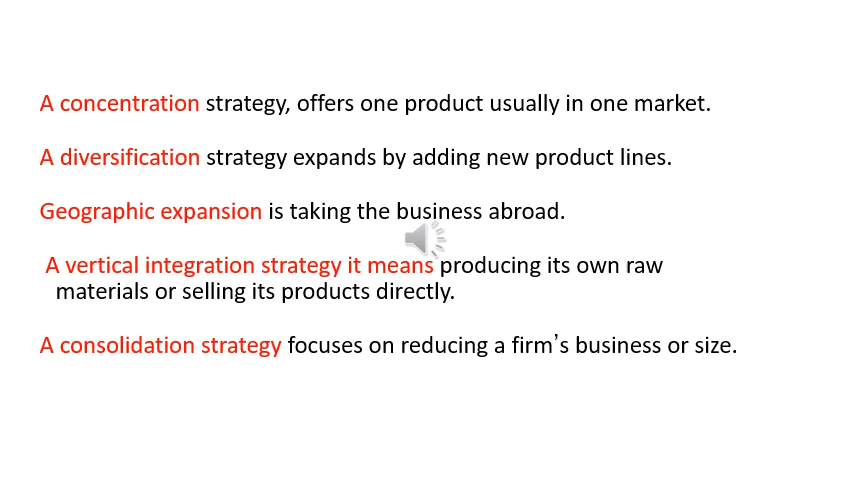 A concentration strategy, offers one product usually in one market.
A diversification strategy expands by adding new product lines.
Geographic expansion is taking the business abroad.
A vertical integration strategy it means producing its own raw
materials or selling its products directly.
A consolidation strategy focuses on reducing a firm’s business or size.